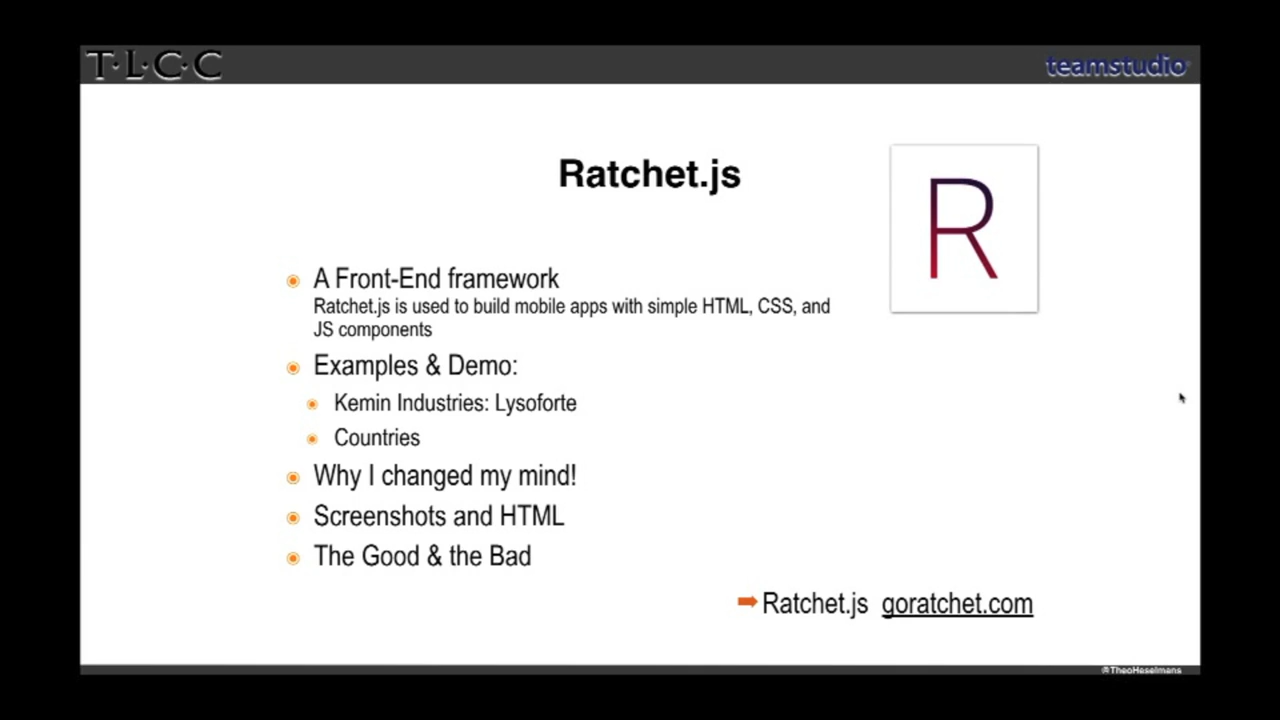 T·L·C·C
teamstudio
Ratchet.js
R
A Front-End framework
Ratchet.js is used to build mobile apps with simple HTML, CSS, and
JS components
Examples & Demo:
Kemin Industries: Lysoforte
Countries
Why I changed my mind!
Screenshots and HTML
The Good & the Bad
Ratchet.js goratchet.com
@TheoHeselmans